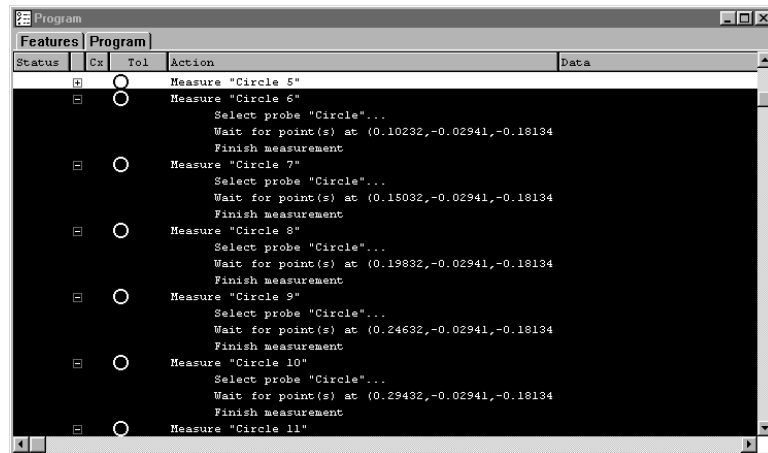 Program
Features Program
Status Cx Tol Action Data
Measure "Circle 5"
Measure "Circle 6"
Select probe "Circle"...
Wait for point(s) at (0.10232,-0.02941,-0.18134
Finish measurement
Measure "Circle 7"
Select probe "Circle"...
Wait for point(s) at (0.15032,-0.02941,-0.18134
Finish measurement
Measure "Circle 8"
Select probe "Circle"...
Wait for point(s) at (0.19832,-0.02941,-0.18134
Finish measurement
Measure "Circle 9"
Select probe "Circle"...
Wait for point(s) at (0.24632,-0.02941,-0.18134
Finish measurement
Measure "Circle 10"
Select probe "Circle"...
Wait for point(s) at (0.29432,-0.02941,-0.18134
Finish measurement
Measure "Circle 11"